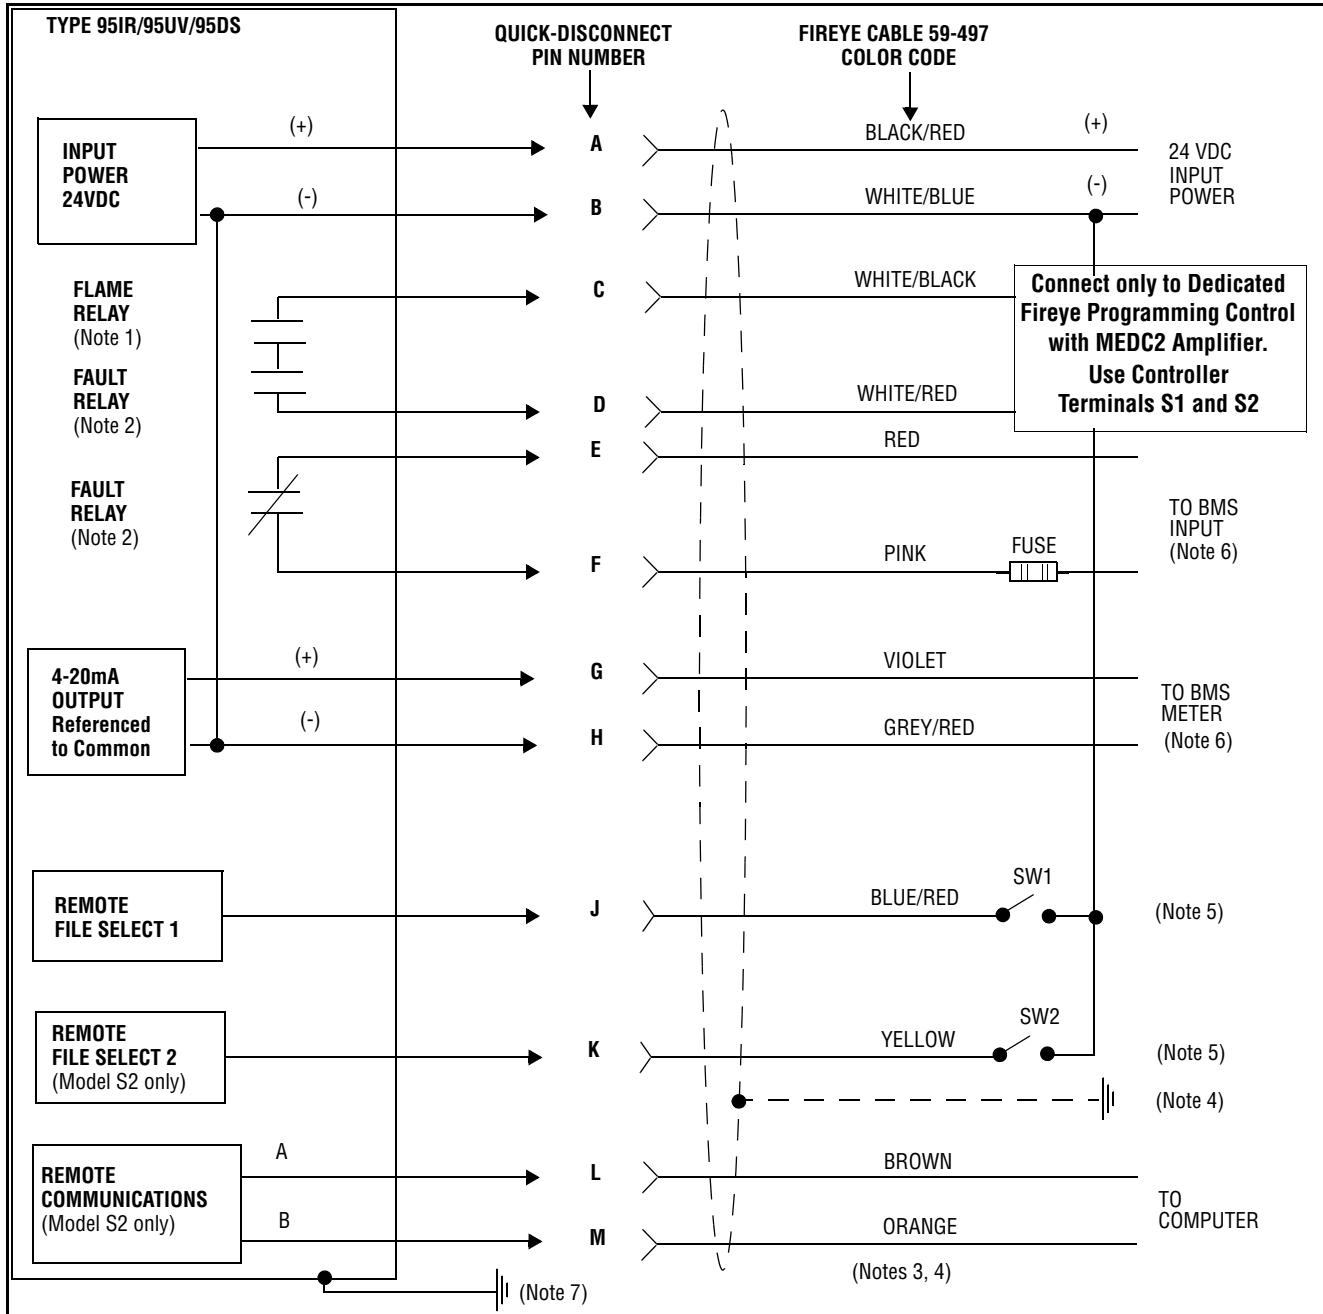 TYPE 95IR/95UV/95DS
QUICK-DISCONNECT
PIN NUMBER
FIREYE CABLE 59-497
COLOR CODE
INPUT
POWER
24VDC
(+)
A
BLACK/RED
(+)
24 VDC
INPUT
POWER
(-)
B
WHITE/BLUE
(-)
FLAME
RELAY
(Note 1)
C
WHITE/BLACK
Connect only to Dedicated
Fireye Programming Control
with MEDC2 Amplifier.
Use Controller
Terminals S1 and S2
FAULT
RELAY
(Note 2)
D
WHITE/RED
E
RED
FAULT
RELAY
(Note 2)
TO BMS
INPUT
(Note 6)
F
PINK
FUSE
4-20mA
OUTPUT
Referenced
to Common
(+)
G
VIOLET
TO BMS
METER
(Note 6)
(-)
H
GREY/RED
REMOTE
FILE SELECT 1
J
BLUE/RED
SW1
(Note 5)
REMOTE
FILE SELECT 2
(Model S2 only)
K
YELLOW
SW2
(Note 5)
(Note 4)
REMOTE
COMMUNICATIONS
(Model S2 only)
A
L
BROWN
TO
COMPUTER
B
M
ORANGE
(Notes 3, 4)
(Note 7)